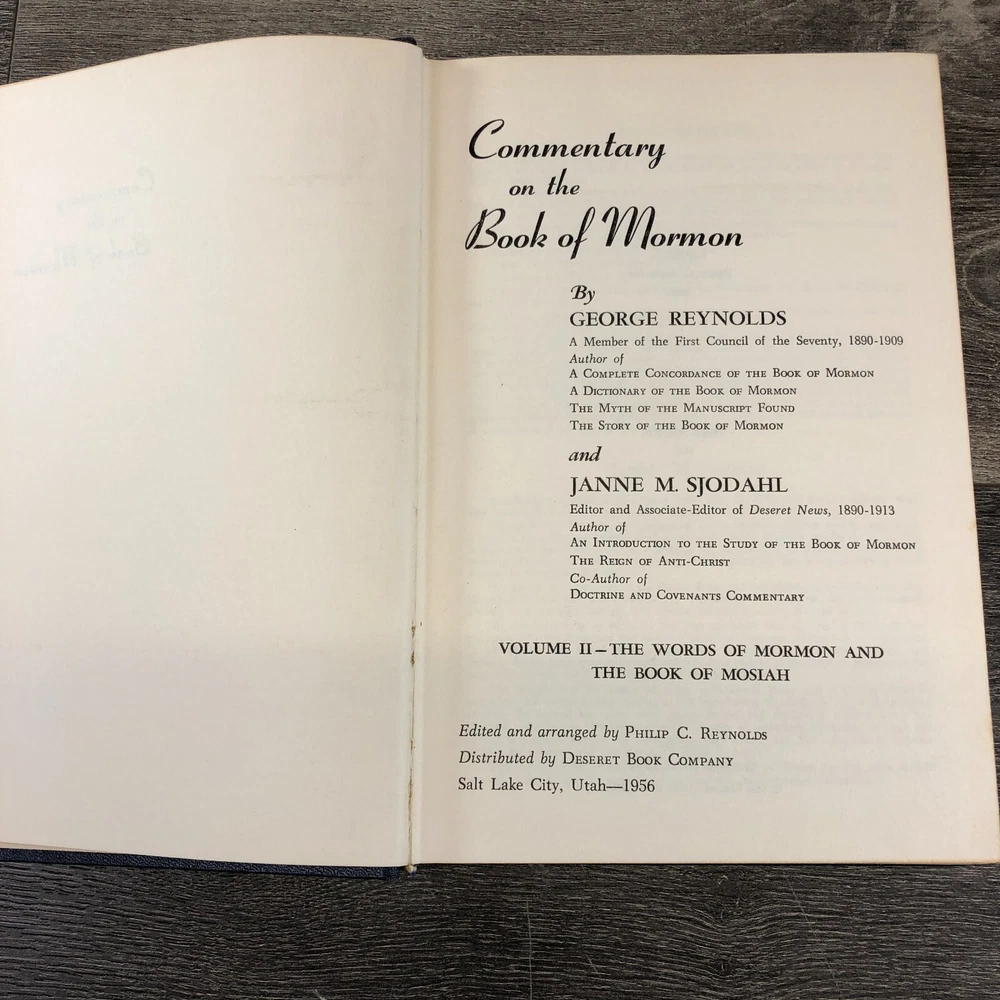 Commentary
on the
Book of Mormon
By
GEORGE REYNOLDS
A Member of the First Council of the Seventy, 1890-1909
Author of
A COMPLETE CONCORDANCE OF THE BOOK OF MORMON
A DICTIONARY OF THE BOOK OF MORMON
THE MYTH OF THE MANUSCRIPT FOUND
THE STORY OF THE BOOK OF MORMON
and
JANNE M. SJODAHL
Editor and Associate-Editor of Deseret News, 1890-1913
Author of
AN INTRODUCTION TO THE STUDY OF THE BOOK OF MORMON
THE REIGN OF ANTI-CHRIST
Co-Author of
DOCTRINE AND COVENANTS COMMENTARY
VOLUME II—THE WORDS OF MORMON AND
THE BOOK OF MOSIAH
Edited and arranged by PHILIP C. REYNOLDS
Distributed by DESERET BOOK COMPANY
Salt Lake City, Utah—1956